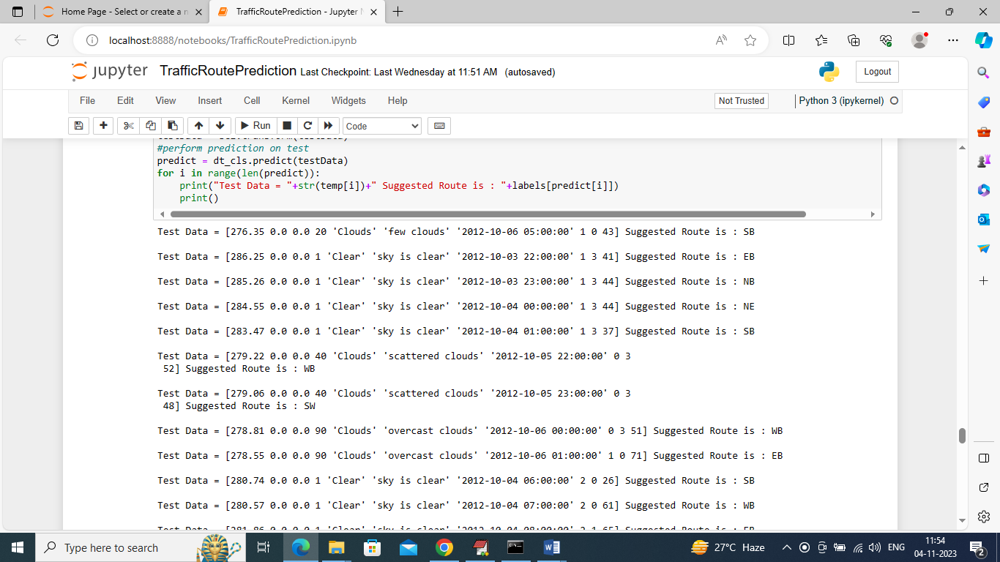 Home Page - Select or create a n
TrafficRoutePrediction - Jupyter N
localhost:8888/notebooks/TrafficRoutePrediction.ipynb
jupyter TrafficRoutePrediction Last Checkpoint: Last Wednesday at 11:51 AM (autosaved)
Logout
File Edit View Insert Cell Kernel Widgets Help
Not Trusted
Python 3 (ipykernel)
Run
Code
#perform prediction on test
predict = dt_cls.predict(testData)
for i in range(len(predict)):
    print("Test Data = "+str(temp[i])+" Suggested Route is : "+labels[predict[i]])
    print()
Test Data = [276.35 0.0 0.0 20 'Clouds' 'few clouds' '2012-10-06 05:00:00' 1 0 43] Suggested Route is : SB
Test Data = [286.25 0.0 0.0 1 'Clear' 'sky is clear' '2012-10-03 22:00:00' 1 3 41] Suggested Route is : EB
Test Data = [285.26 0.0 0.0 1 'Clear' 'sky is clear' '2012-10-03 23:00:00' 1 3 44] Suggested Route is : NB
Test Data = [284.55 0.0 0.0 1 'Clear' 'sky is clear' '2012-10-04 00:00:00' 1 3 44] Suggested Route is : NE
Test Data = [283.47 0.0 0.0 1 'Clear' 'sky is clear' '2012-10-04 01:00:00' 1 3 37] Suggested Route is : SB
Test Data = [279.22 0.0 0.0 40 'Clouds' 'scattered clouds' '2012-10-05 22:00:00' 0 3
 52] Suggested Route is : WB
Test Data = [279.06 0.0 0.0 40 'Clouds' 'scattered clouds' '2012-10-05 23:00:00' 0 3
 48] Suggested Route is : SW
Test Data = [278.81 0.0 0.0 90 'Clouds' 'overcast clouds' '2012-10-06 00:00:00' 0 3 51] Suggested Route is : WB
Test Data = [278.55 0.0 0.0 90 'Clouds' 'overcast clouds' '2012-10-06 01:00:00' 1 0 71] Suggested Route is : EB
Test Data = [280.74 0.0 0.0 1 'Clear' 'sky is clear' '2012-10-04 06:00:00' 2 0 26] Suggested Route is : SB
Test Data = [280.57 0.0 0.0 1 'Clear' 'sky is clear' '2012-10-04 07:00:00' 2 0 61] Suggested Route is : WB
Type here to search
27°C Haze
ENG
11:54
04-11-2023
2